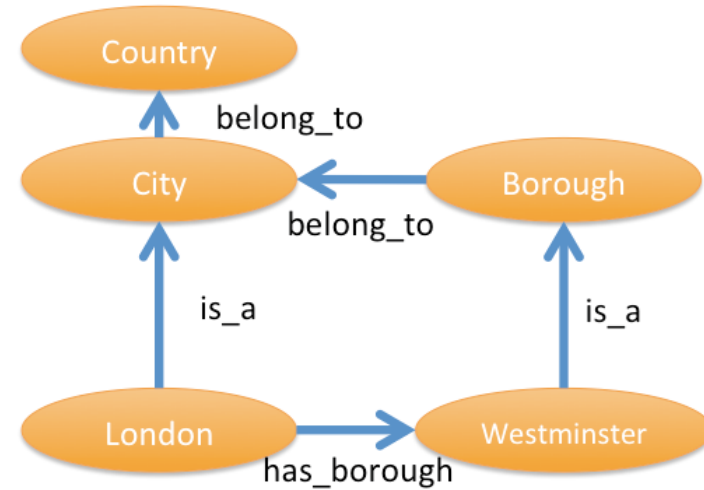 Country
belong_to
City
Borough
belong_to
is_a
is_a
London
Westminster
has_borough